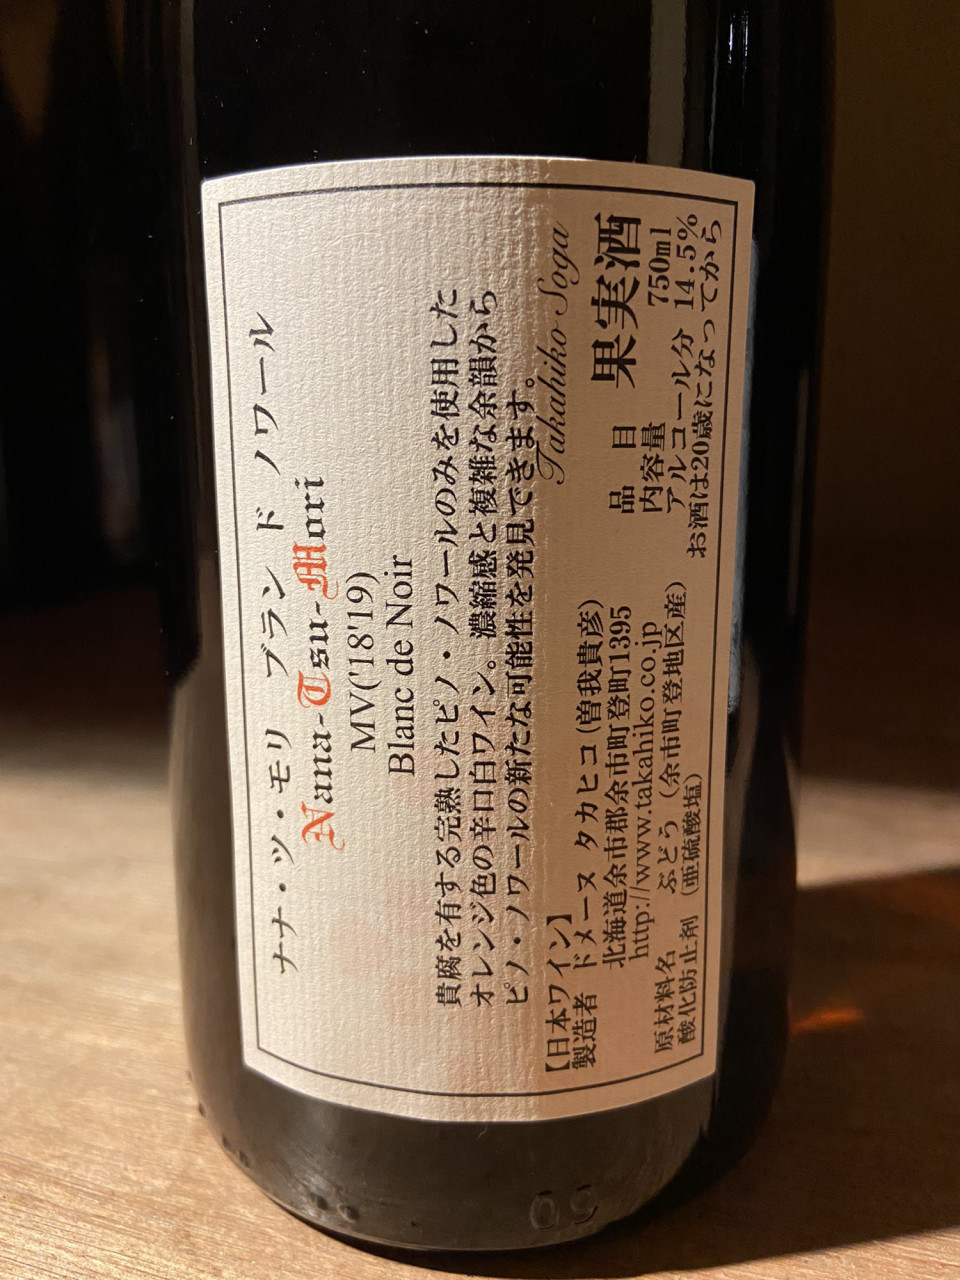 ナナ・ツ・モリ ブラン ド ノワール
Nana-Tsu-Mori
MV('18'19)
Blanc de Noir
貴腐を有する完熟したピノ・ノワールのみを使用した
オレンジ色の辛口白ワイン。濃縮感と複雑な余韻から
ピノ・ノワールの新たな可能性を発見できます。
Takahiko Soga
【日本ワイン】
製造者 ドメーヌ タカヒコ(曽我貴彦)
北海道余市郡余市町登町1395
http://www.takahiko.co.jp
原材料名 ぶどう(余市町登地区産)
酸化防止剤(亜硫酸塩)
品目 果実酒
内容量 750ml
アルコール分 14.5%
お酒は20歳になってから